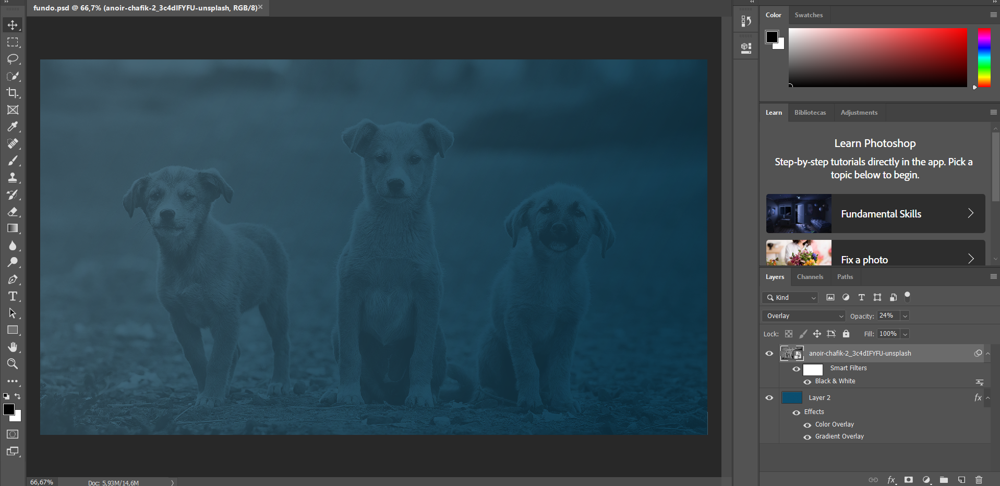 fundo.psd @ 66,7% (anoir-chafik-2_3c4dIFYFU-unsplash, RGB/8)
Color
Swatches
Learn
Bibliotecas
Adjustments
Learn Photoshop
Step-by-step tutorials directly in the app. Pick a
topic below to begin.
Fundamental Skills
Fix a photo
Layers
Channels
Paths
Kind
Overlay
Opacity: 24%
Lock:
Fill: 100%
anoir-chafik-2_3c4dIFYFU-unsplash
Smart Filters
Black & White
Layer 2
fx
Effects
Color Overlay
Gradient Overlay
fx
66,67%
Doc: 5,93M/14,6M